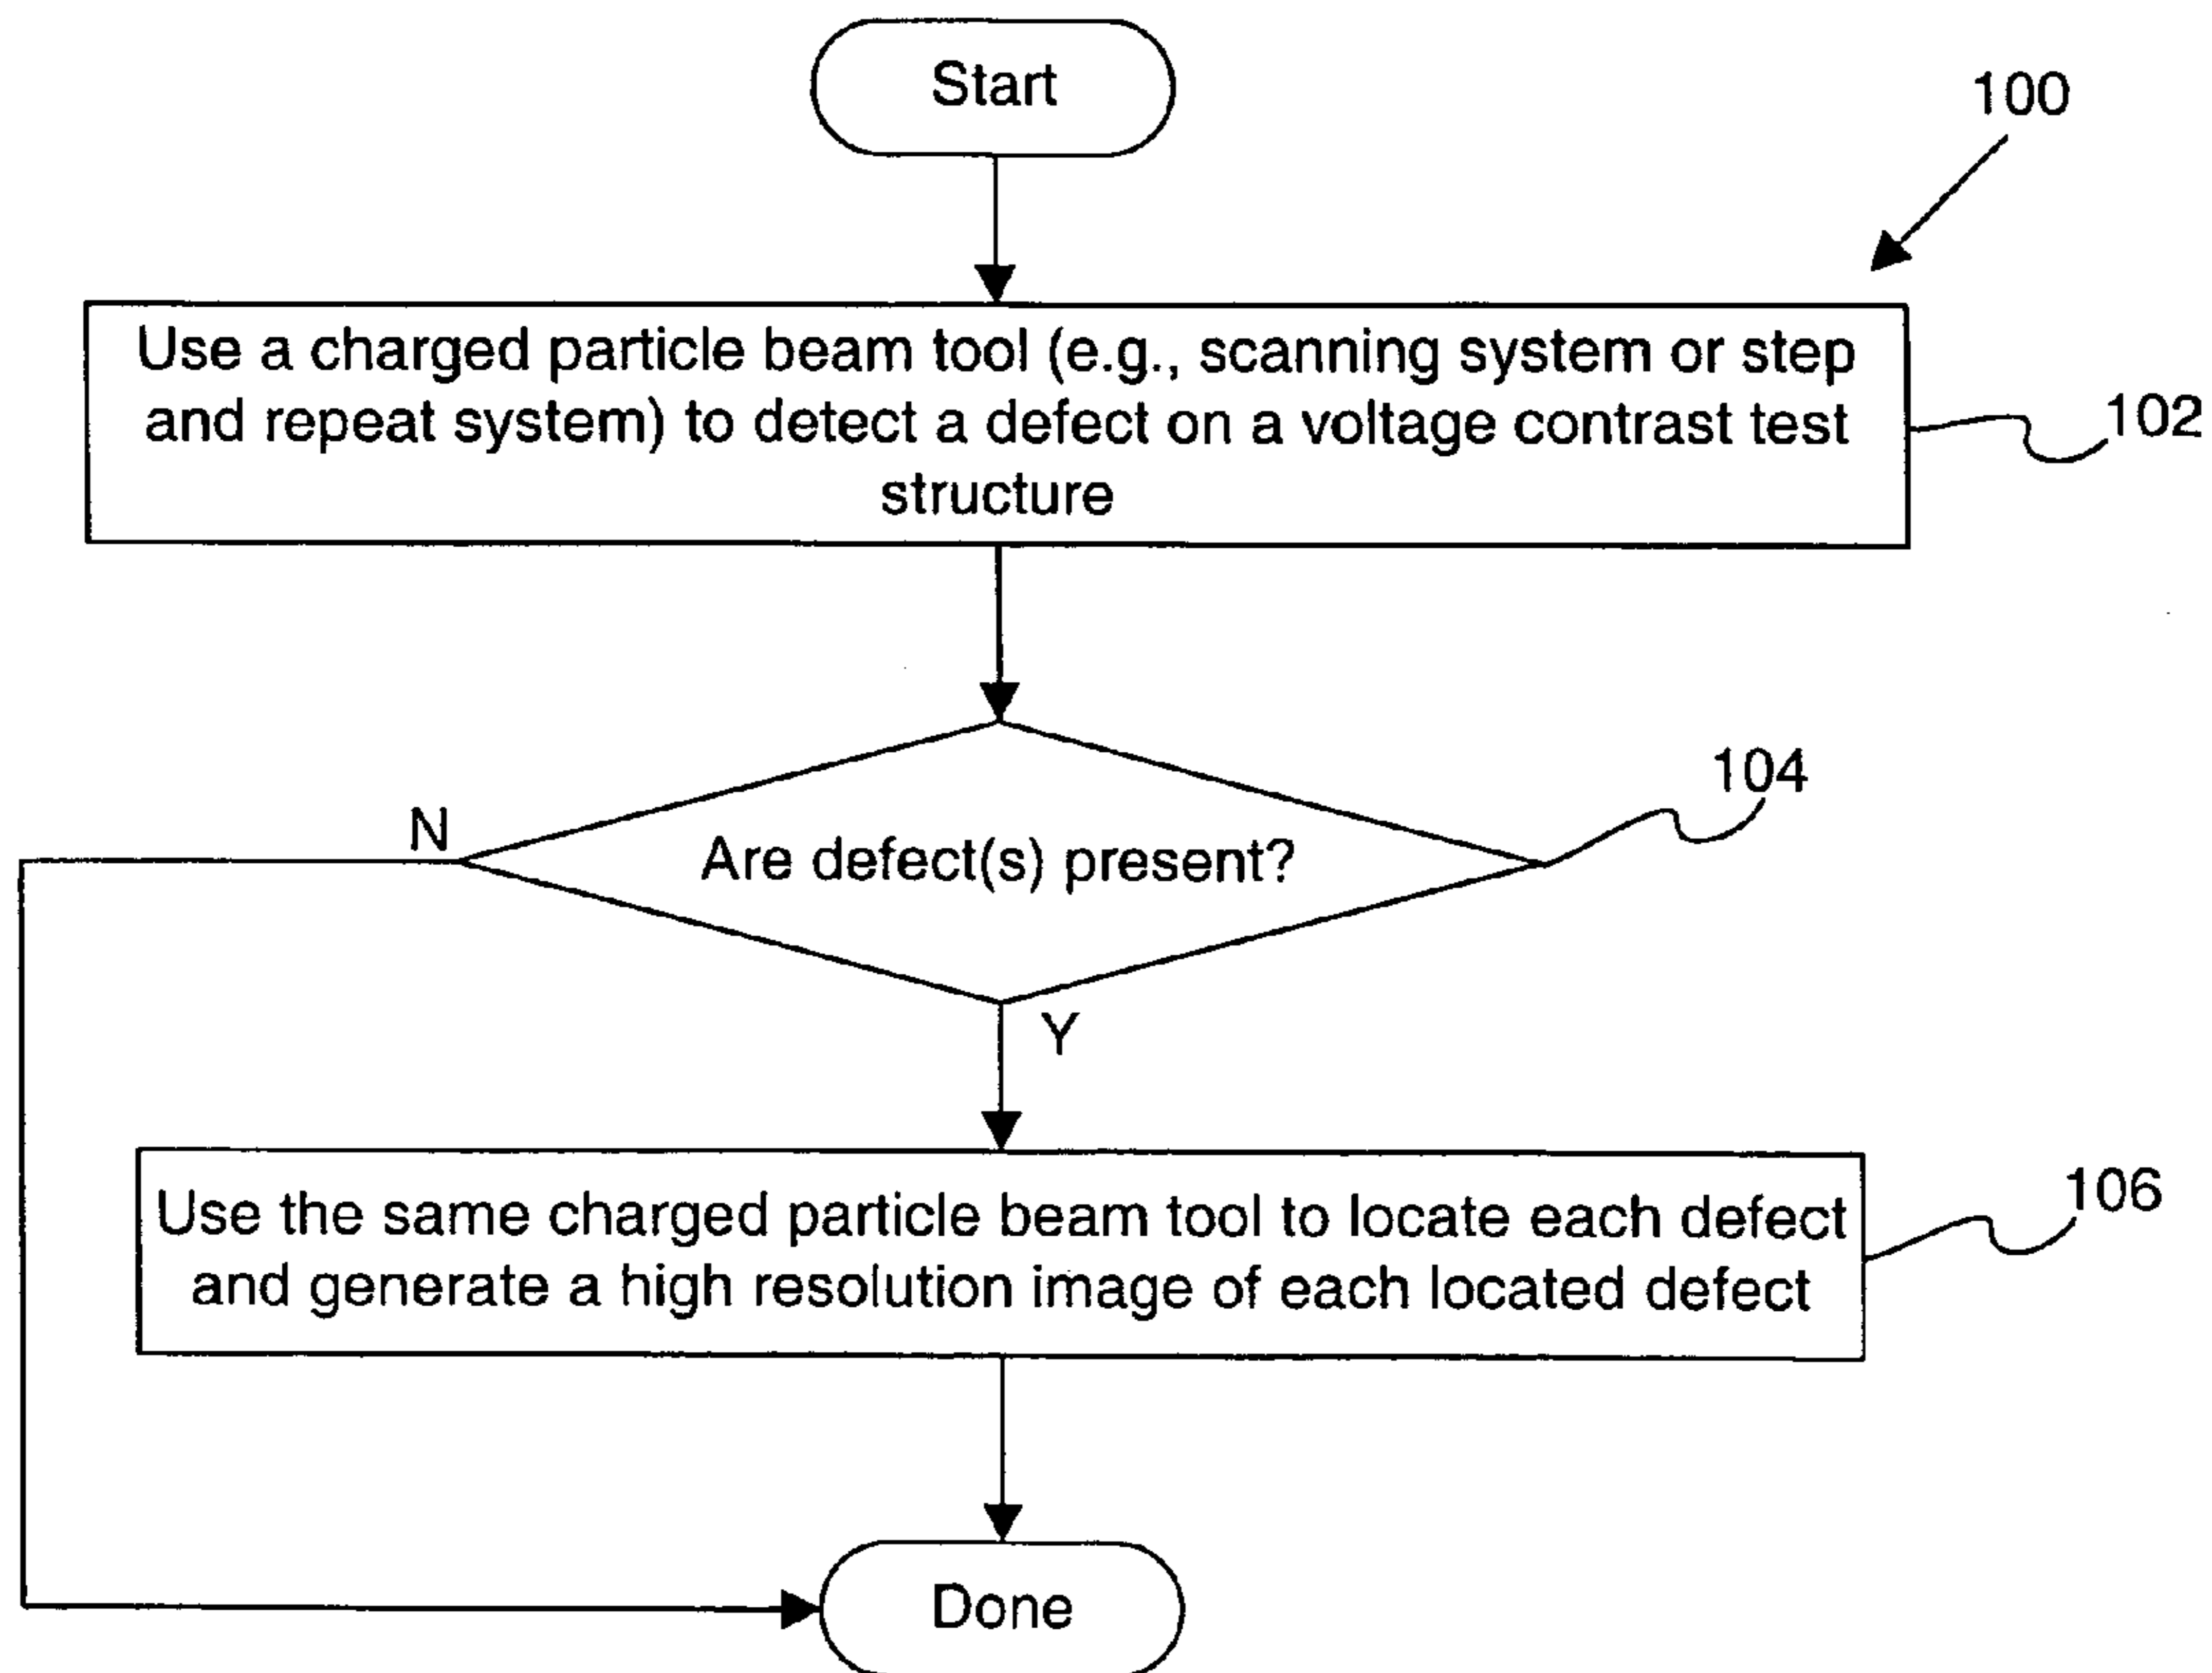 Start
100
Use a charged particle beam tool (e.g., scanning system or step
and repeat system) to detect a defect on a voltage contrast test
structure
102
104
N
Are defect(s) present?
Y
106
Use the same charged particle beam tool to locate each defect
and generate a high resolution image of each located defect
Done